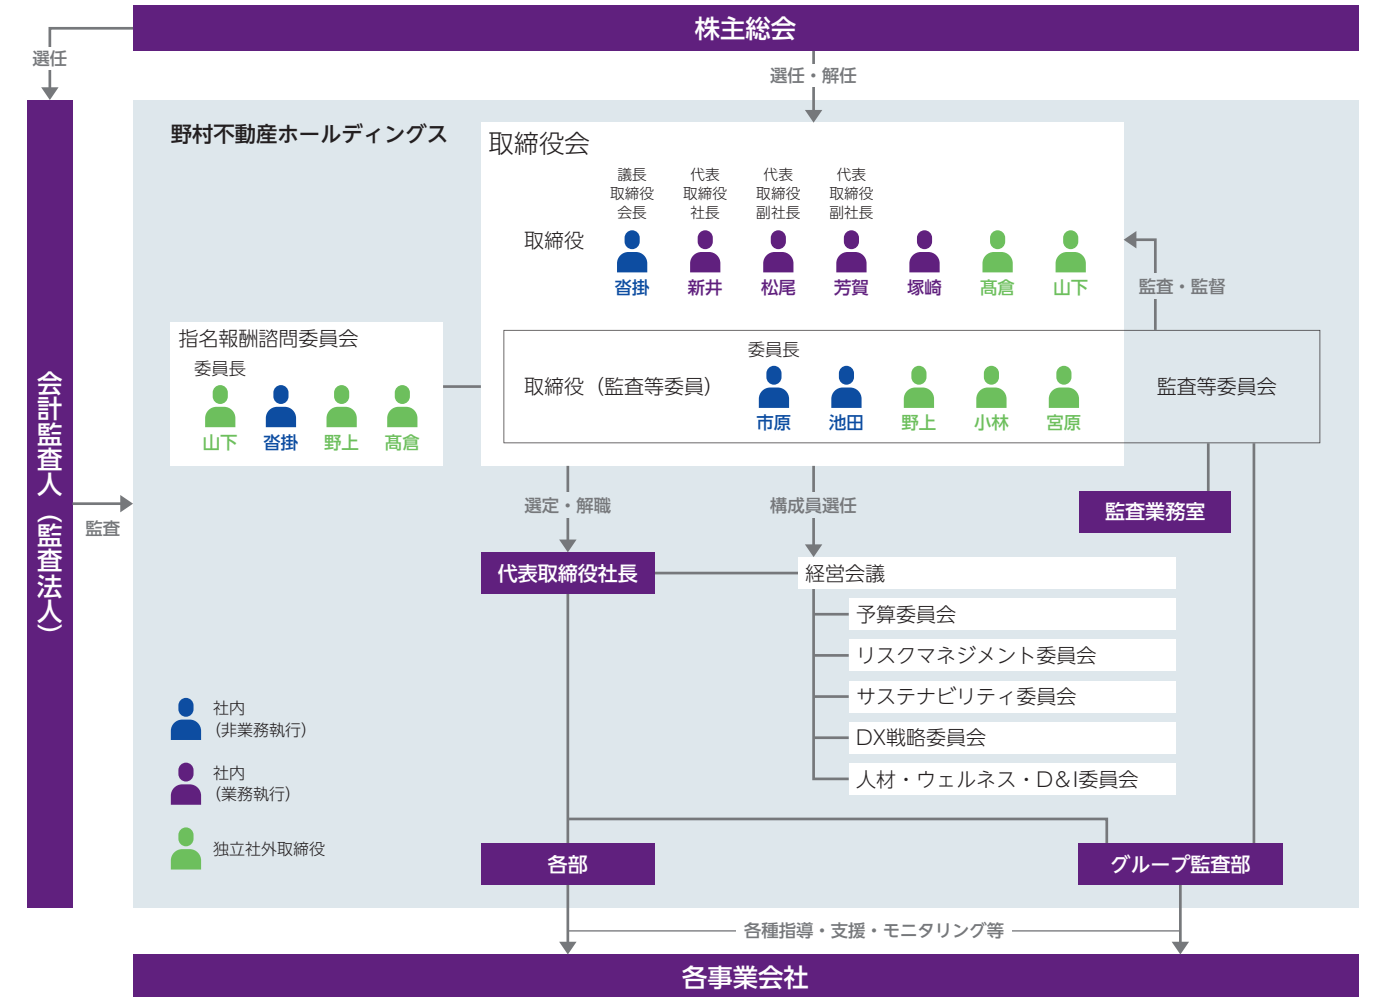 株主総会
選任
選任・解任
野村不動産ホールディングス
取締役会
議長
取締役
会長
代表
取締役
社長
代表
取締役
副社長
代表
取締役
副社長
取締役
沓掛
新井
松尾
芳賀
塚崎
髙倉
山下
監査・監督
指名報酬諮問委員会
委員長
山下
沓掛
野上
髙倉
委員長
取締役（監査等委員）
市原
池田
野上
小林
宮原
監査等委員会
会計監査人（監査法人）
監査
選定・解職
構成員選任
監査業務室
代表取締役社長
経営会議
予算委員会
リスクマネジメント委員会
サステナビリティ委員会
DX戦略委員会
人材・ウェルネス・D&I委員会
社内
（非業務執行）
社内
（業務執行）
独立社外取締役
各部
グループ監査部
各種指導・支援・モニタリング等
各事業会社